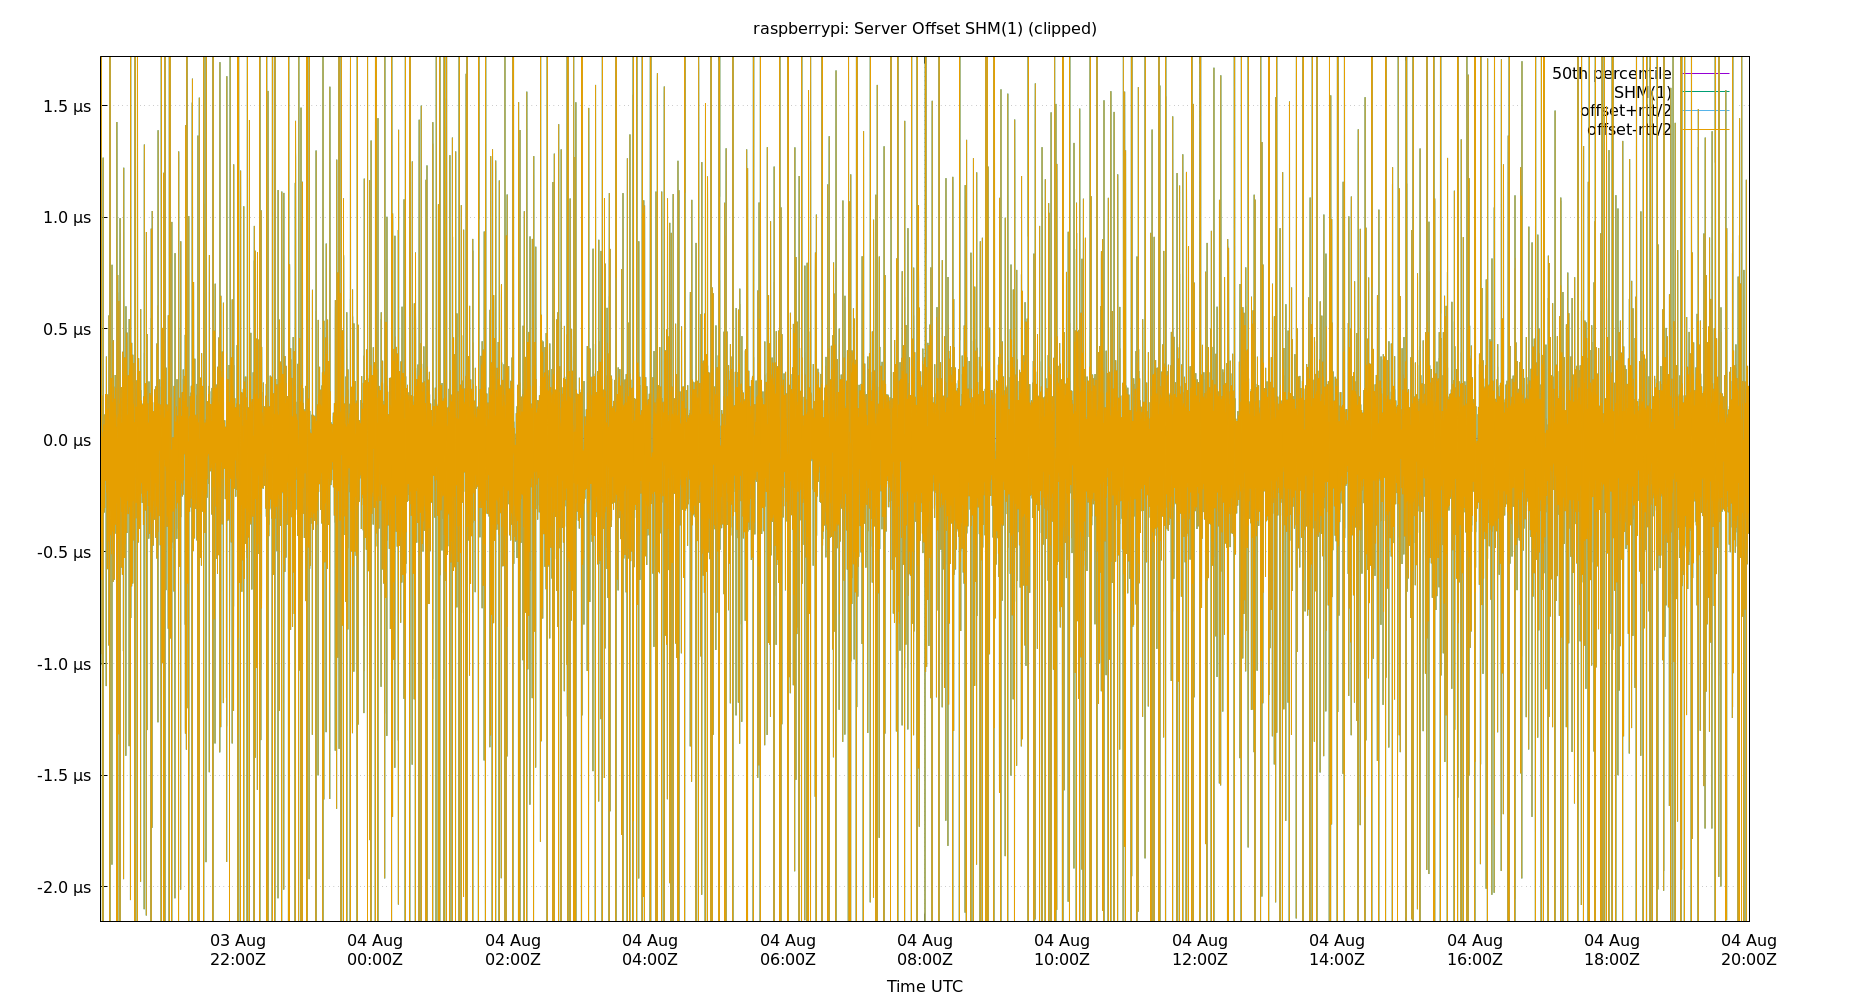 raspberrypi: Server Offset SHM(1) (clipped)
50th percentile
SHM(1)
offset+rtt/2
offset-rtt/2
1.5 µs
1.0 µs
0.5 µs
0.0 µs
-0.5 µs
-1.0 µs
-1.5 µs
-2.0 µs
03 Aug 04 Aug 04 Aug 04 Aug 04 Aug 04 Aug 04 Aug 04 Aug 04 Aug 04 Aug 04 Aug 04 Aug
22:00Z 00:00Z 02:00Z 04:00Z 06:00Z 08:00Z 10:00Z 12:00Z 14:00Z 16:00Z 18:00Z 20:00Z
Time UTC